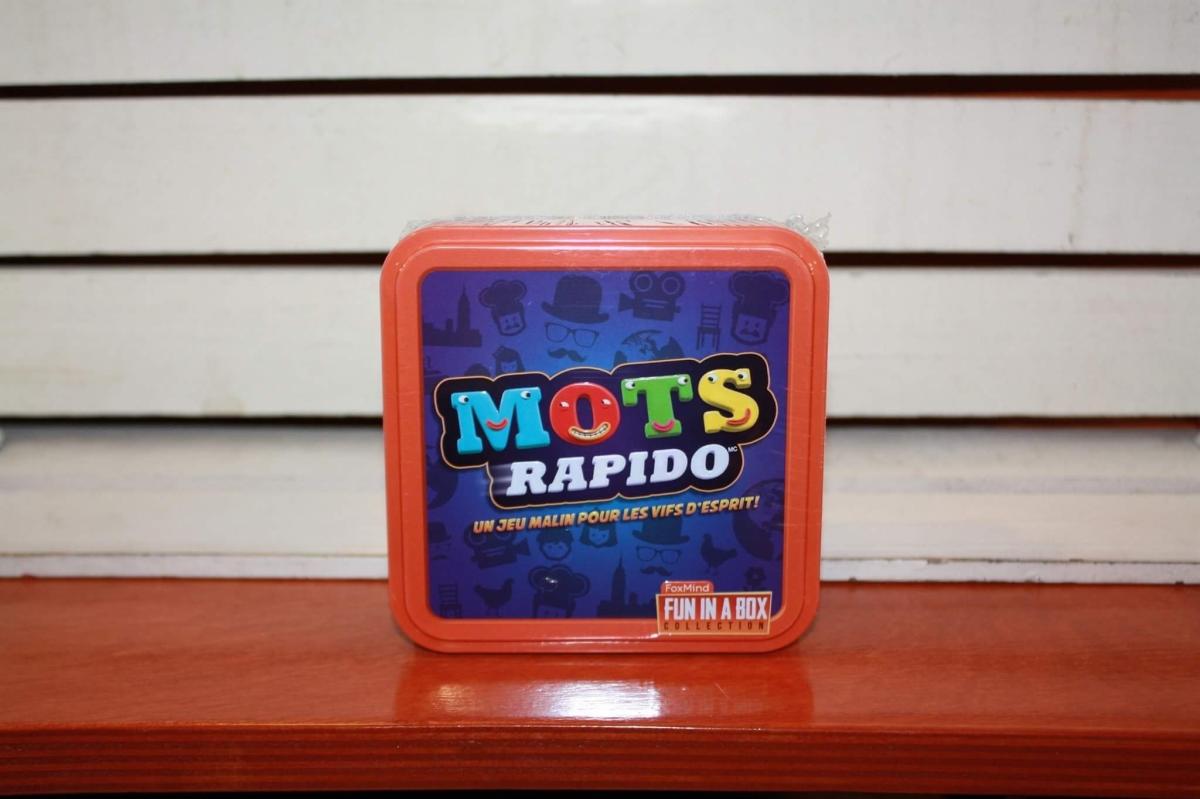 MOTS
RAPIDO MC
UN JEU MALIN POUR LES VIFS D'ESPRIT!
FoxMind
FUN IN A BOX
COLLECTION